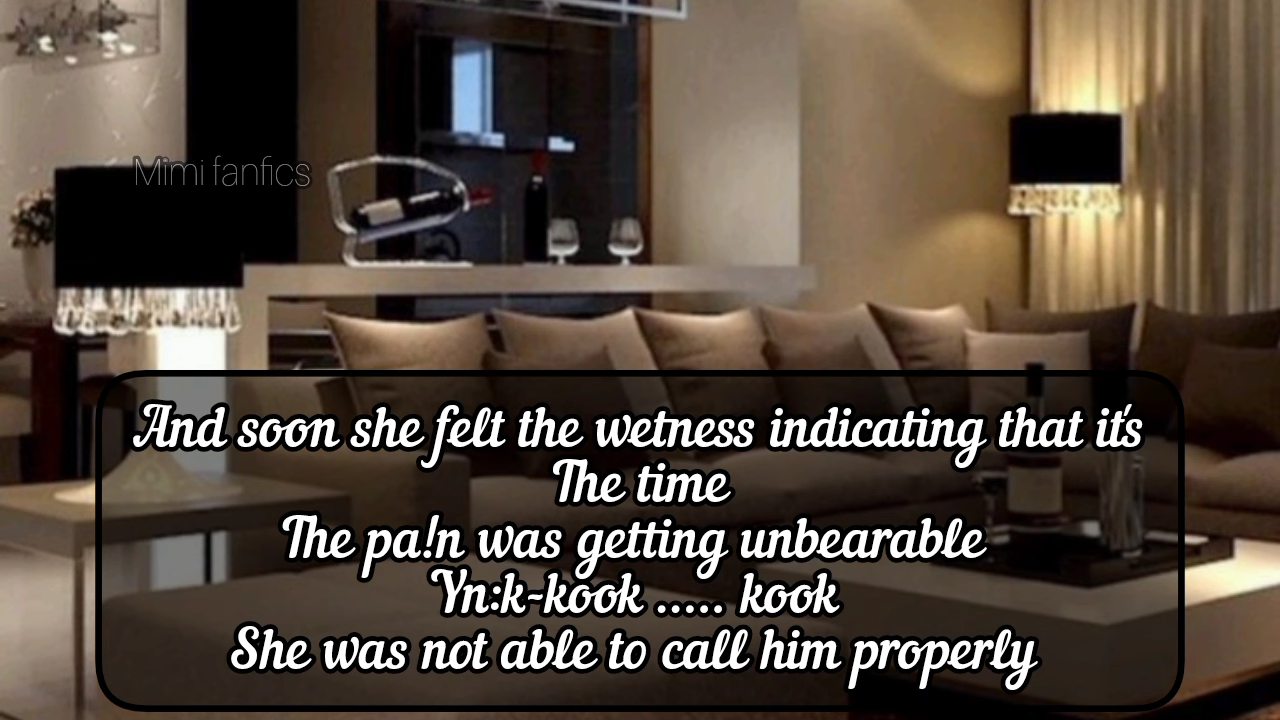 Mimi fanfics
And soon she felt the wetness indicating that it's
The time
The pa!n was getting unbearable
Yn:k-kook ..... kook
She was not able to call him properly